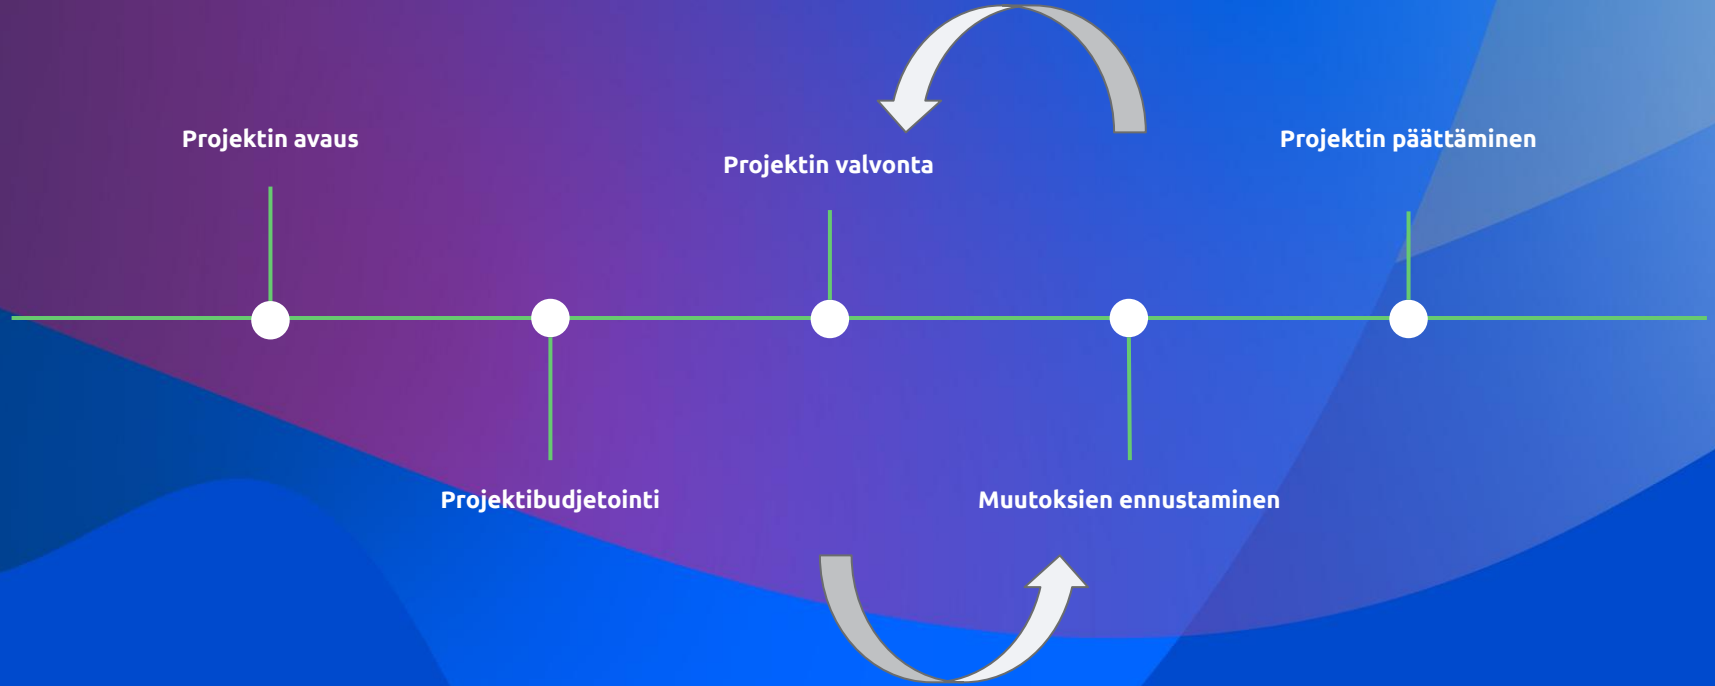 Projektin avaus
Projektibudjetointi
Projektin valvonta
Muutoksien ennustaminen
Projektin päättäminen